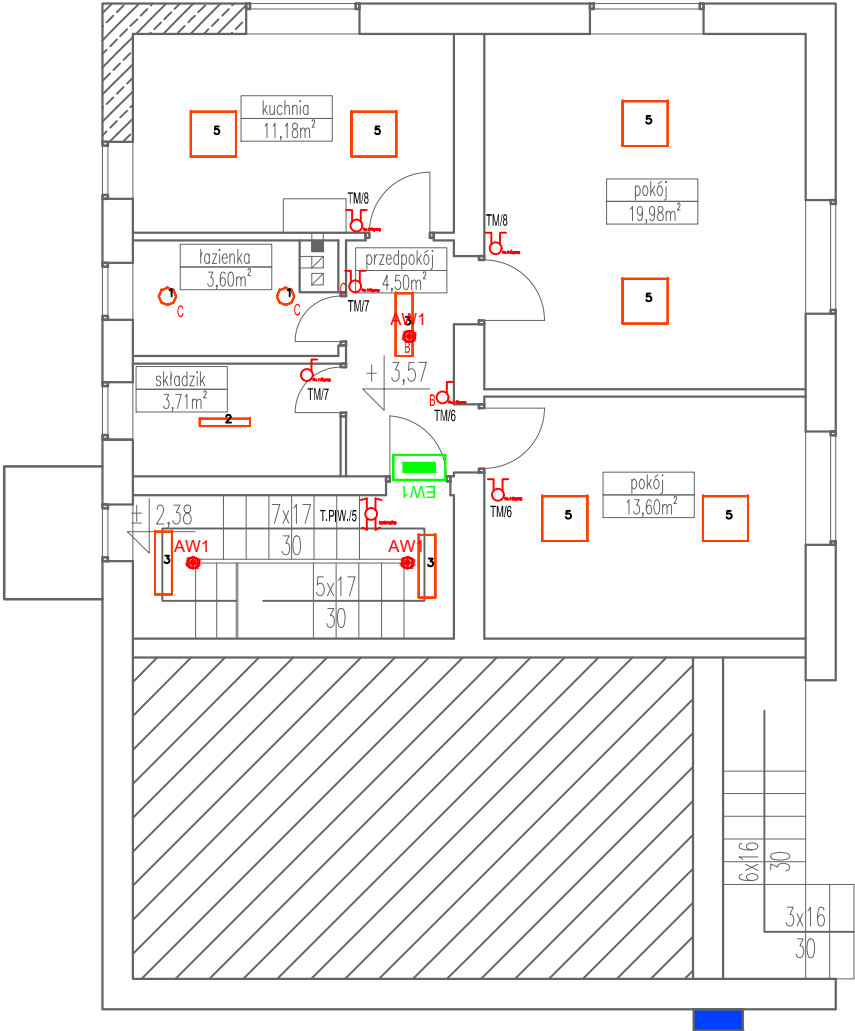 kuchnia
11,18m²
5
5
5
pokój
19,98m²
TM/8
TM/8
łazienka
3,60m²
przedpokój
4,50m²
1
C
1
C
C
TM/7
5
3
AW1
B
+ 3,57
składzik
3,71m²
TM/7
2
B
TM/6
EW1
pokój
13,60m²
TM/6
5
5
± 2,38
7x17
30
T.P.W./5
AW1
AW1
3
3
5x17
30
6x16
30
3x16
30